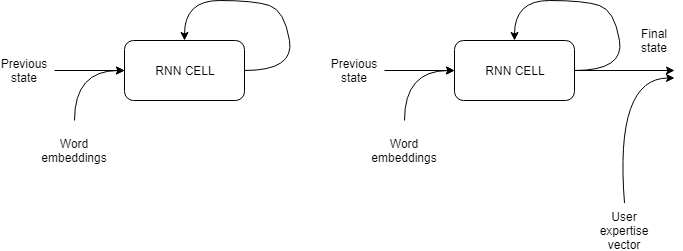 Previous
state
RNN CELL
Word
embeddings
Previous
state
RNN CELL
Word
embeddings
Final
state
User
expertise
vector